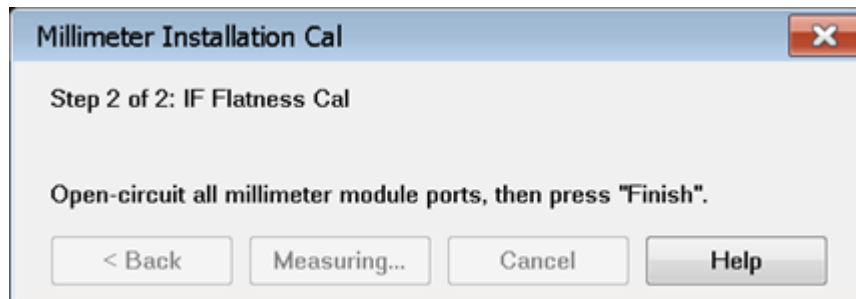 Millimeter Installation Cal
Step 2 of 2: IF Flatness Cal
Open-circuit all millimeter module ports, then press "Finish".
< Back Measuring... Cancel Help